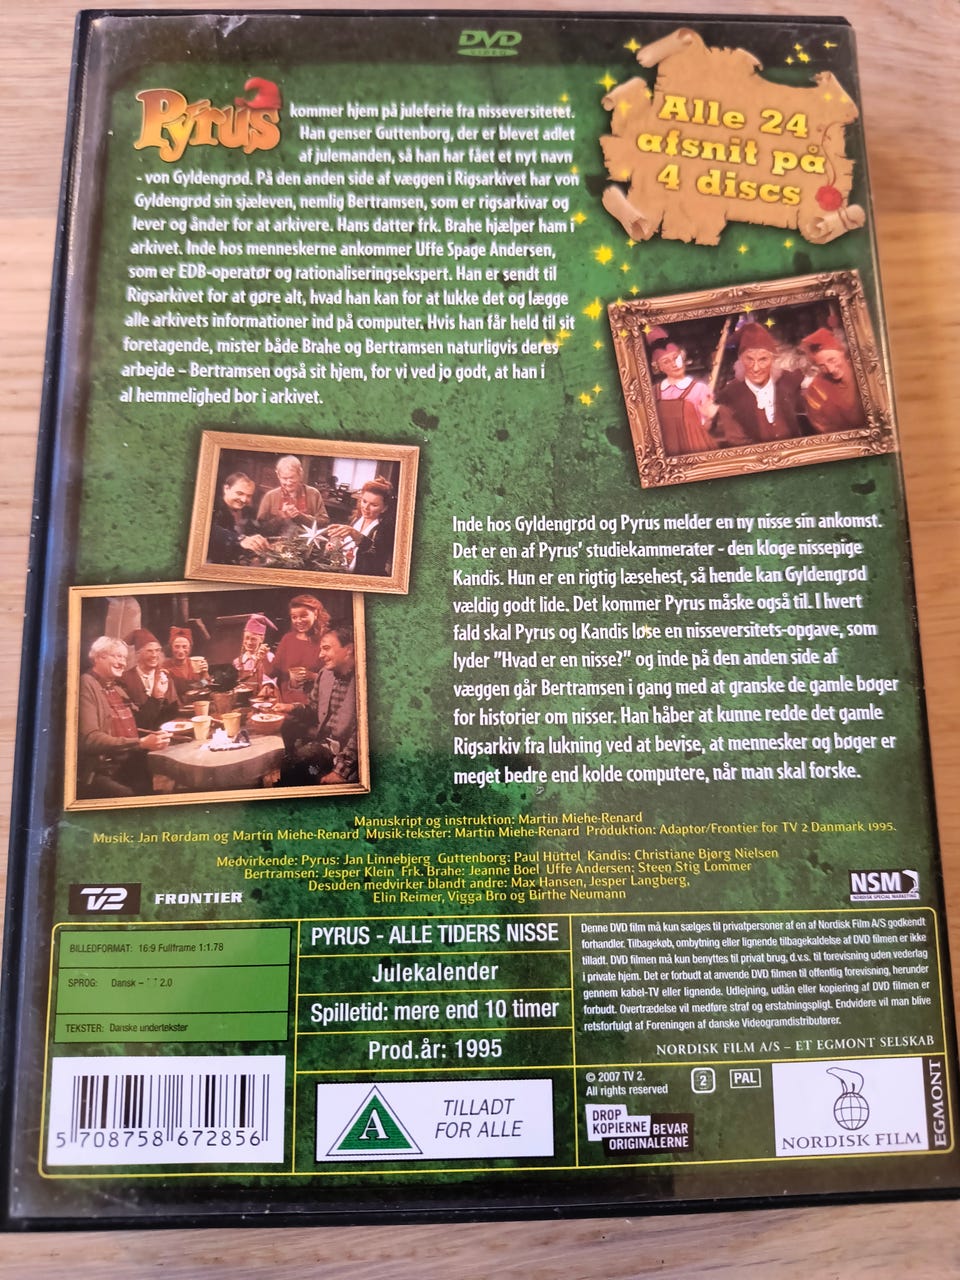 DVD
VIDEO
Alle 24
afsnit på
4 discs
Pyrus kommer hjem på juleferie fra nisseversitetet.
Han genser Guttenborg, der er blevet adlet
af julemanden, så han har fået et nyt navn
- von Gyldengrød. På den anden side af væggen i Rigsarkivet har von
Gyldengrød sin sjæleven, nemlig Bertramsen, som er rigsarkivar og
lever og ånder for at arkivere. Hans datter frk. Brahe hjælper ham i
arkivet. Inde hos menneskerne ankommer Uffe Spage Andersen,
som er EDB-operatør og rationaliseringsekspert. Han er sendt til
Rigsarkivet for at gøre alt, hvad han kan for at lukke det og lægge
alle arkivets informationer ind på computer. Hvis han får held til sit
foretagende, mister både Brahe og Bertramsen naturligvis deres
arbejde – Bertramsen også sit hjem, for vi ved jo godt, at han i
al hemmelighed bor i arkivet.
Inde hos Gyldengrød og Pyrus melder en ny nisse sin ankomst.
Det er en af Pyrus' studiekammerater - den kloge nissepige
Kandis. Hun er en rigtig læsehest, så hende kan Gyldengrød
vældig godt lide. Det kommer Pyrus måske også til. I hvert
fald skal Pyrus og Kandis løse en nisseversitets-opgave, som
lyder "Hvad er en nisse?" og inde på den anden side af
væggen går Bertramsen i gang med at granske de gamle bøger
for historier om nisser. Han håber at kunne redde det gamle
Rigsarkiv fra lukning ved at bevise, at mennesker og bøger er
meget bedre end kolde computere, når man skal forske.
Manuskript og instruktion: Martin Miehe-Renard
Musik: Jan Rørdam og Martin Miehe-Renard Musik-tekster: Martin Miehe-Renard Produktion: Adaptor/Frontier for TV 2 Danmark 1995.
Medvirkende: Pyrus: Jan Linnebjerg Guttenborg: Paul Hüttel Kandis: Christiane Bjørg Nielsen
Bertramsen: Jesper Klein Frk. Brahe: Jeanne Boel Uffe Andersen: Steen Stig Lommer
Desuden medvirker blandt andre: Max Hansen, Jesper Langberg,
Elin Reimer, Vigga Bro og Birthe Neumann
TV2
FRONTIER
NSM
NORDISK SPECIAL MARKETING
BILLEDFORMAT: 16:9 Fullframe 1:1.78
SPROG: Dansk – 2.0
TEKSTER: Danske undertekster
PYRUS - ALLE TIDERS NISSE
Julekalender
Spilletid: mere end 10 timer
Prod.år: 1995
Denne DVD film må kun sælges til privatpersoner af en af Nordisk Film A/S godkendt
forhandler. Tilbagekøb, ombytning eller lignende tilbagekaldelse af DVD filmen er ikke
tilladt. DVD filmen må kun benyttes til privat brug, d.v.s. til forevisning uden vederlag
i private hjem. Det er forbudt at anvende DVD filmen til offentlig forevisning, herunder
gennem kabel-TV eller lignende. Udlejning, udlån eller kopiering af DVD filmen er
forbudt. Overtrædelse vil medføre straf og erstatningspligt. Endvidere vil man blive
retsforfulgt af Foreningen af danske Videogramdistributører.
NORDISK FILM A/S – ET EGMONT SELSKAB
5 708758 672856
A
TILLADT
FOR ALLE
© 2007 TV 2.
All rights reserved
2
PAL
DROP
KOPIERNE
BEVAR
ORIGINALERNE
NORDISK FILM
EGMONT